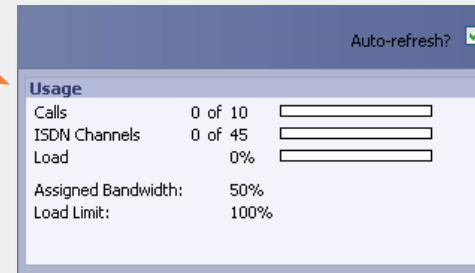 Auto-refresh?
Usage
Calls 0 of 10
ISDN Channels 0 of 45
Load 0%
Assigned Bandwidth: 50%
Load Limit: 100%